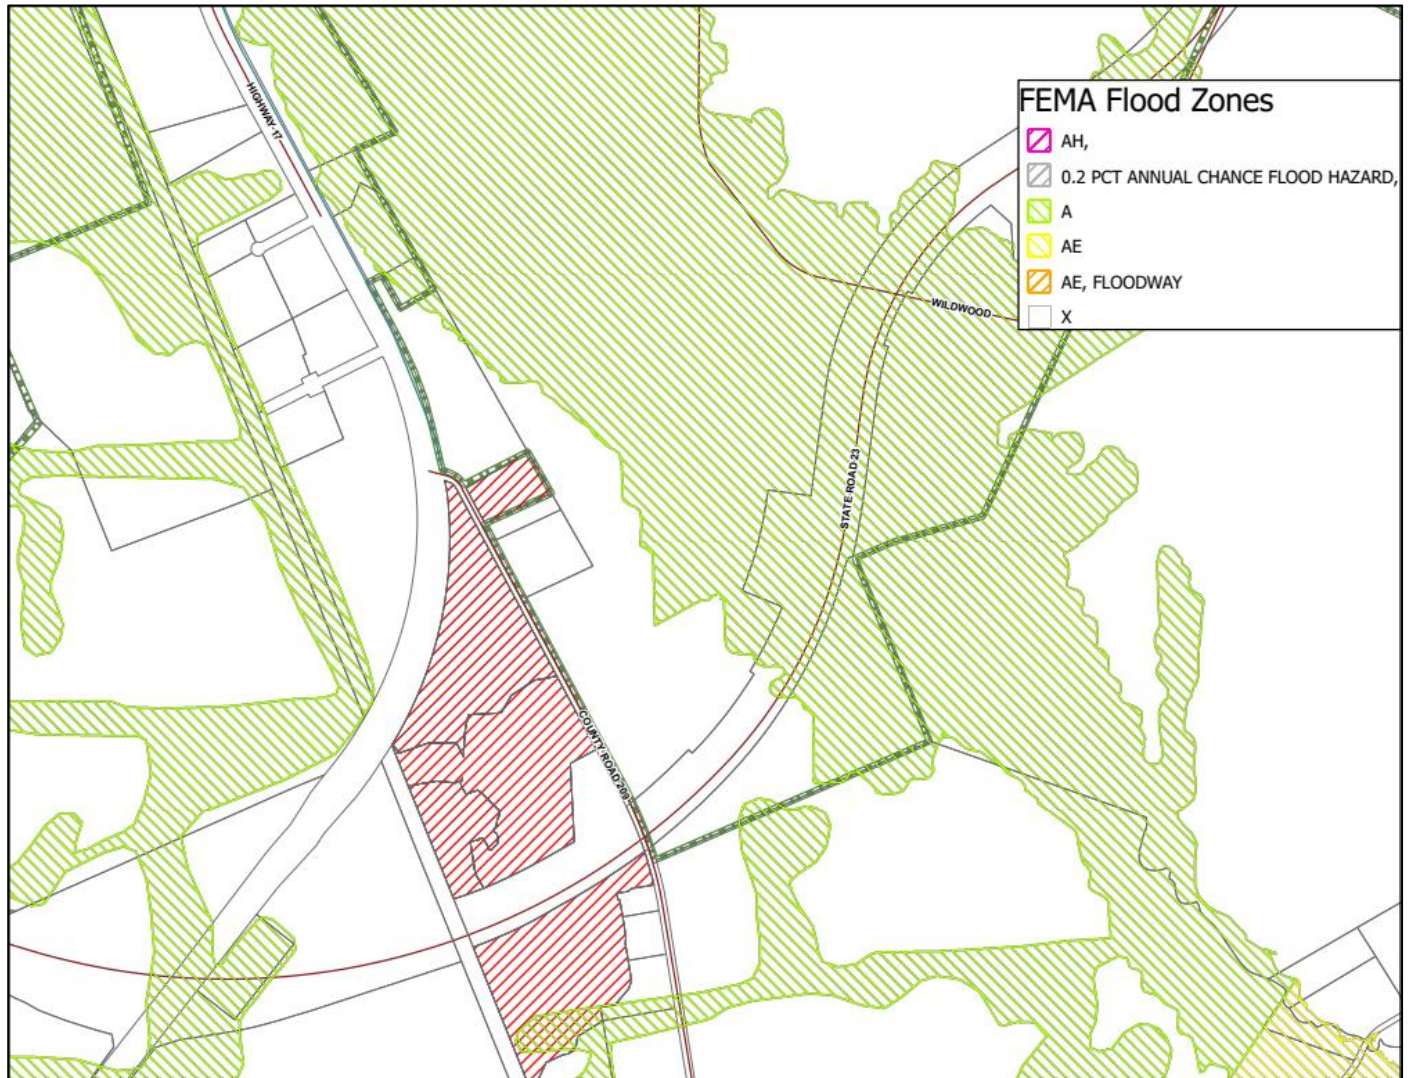 HIGHWAY 17
FEMA Flood Zones
AH,
0.2 PCT ANNUAL CHANCE FLOOD HAZARD,
A
AE
AE, FLOODWAY
X
WILDWOOD
STATE ROAD 23
COUNTY ROAD 209